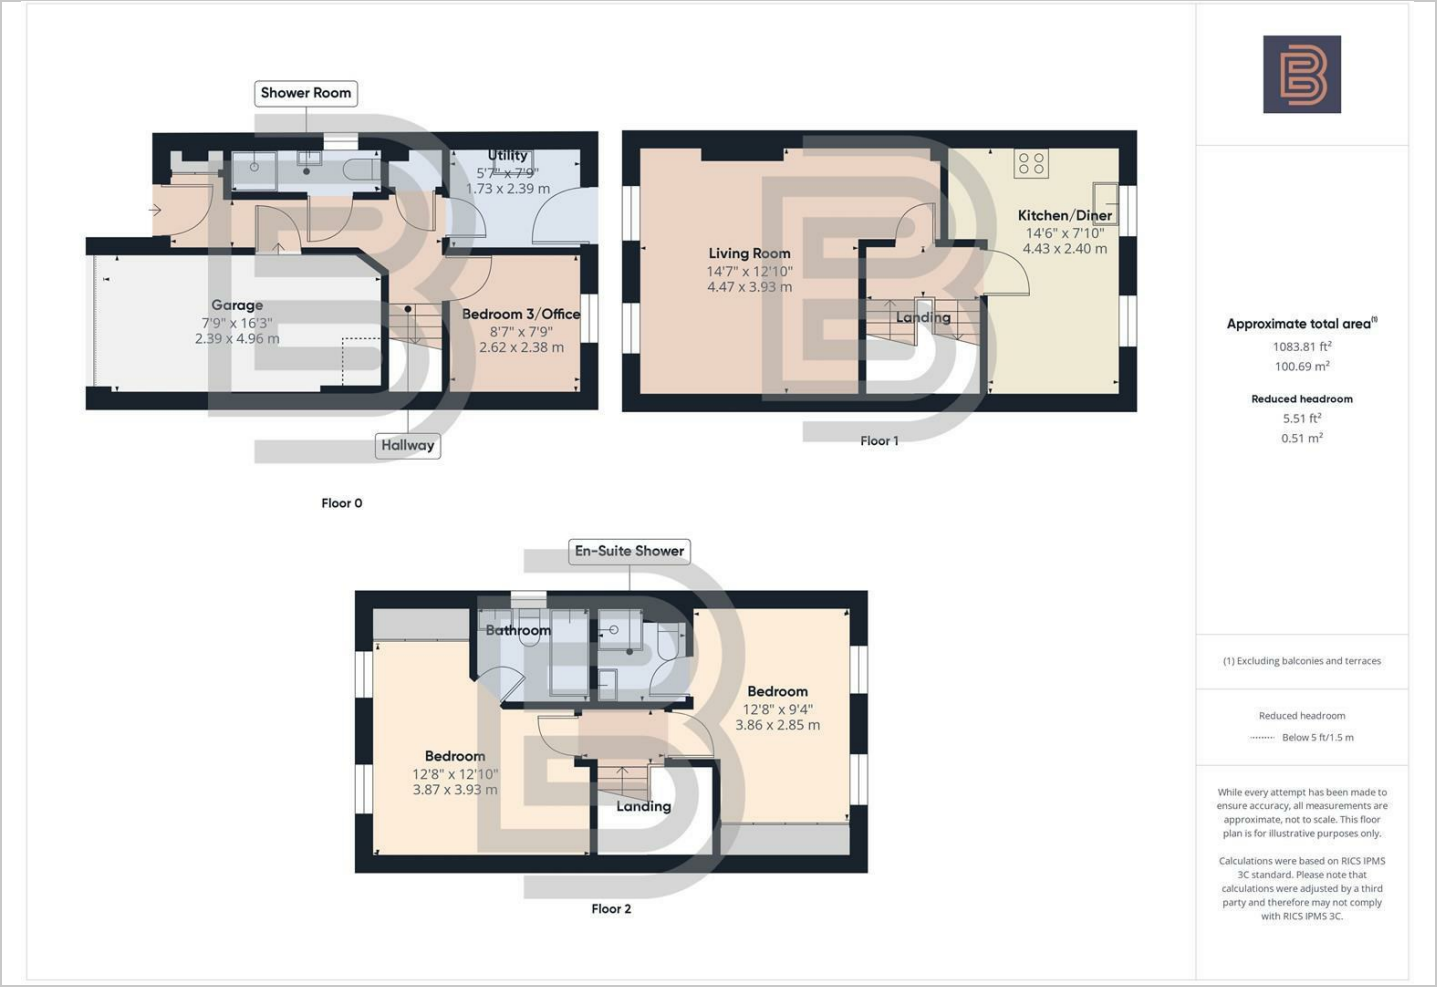 Shower Room
Utility
5'7" x 7'9"
1.73 x 2.39 m
Garage
7'9" x 16'3"
2.39 x 4.96 m
Bedroom 3/Office
8'7" x 7'9"
2.62 x 2.38 m
Hallway
Floor 0
Living Room
14'7" x 12'10"
4.47 x 3.93 m
Kitchen/Diner
14'6" x 7'10"
4.43 x 2.40 m
Landing
Floor 1
En-Suite Shower
Bathroom
Bedroom
12'8" x 9'4"
3.86 x 2.85 m
Bedroom
12'8" x 12'10"
3.87 x 3.93 m
Landing
Floor 2
B
Approximate total area⁽¹⁾
1083.81 ft²
100.69 m²
Reduced headroom
5.51 ft²
0.51 m²
(1) Excluding balconies and terraces
Reduced headroom
Below 5 ft/1.5 m
While every attempt has been made to
ensure accuracy, all measurements are
approximate, not to scale. This floor
plan is for illustrative purposes only.
Calculations were based on RICS IPMS
3C standard. Please note that
calculations were adjusted by a third
party and therefore may not comply
with RICS IPMS 3C.